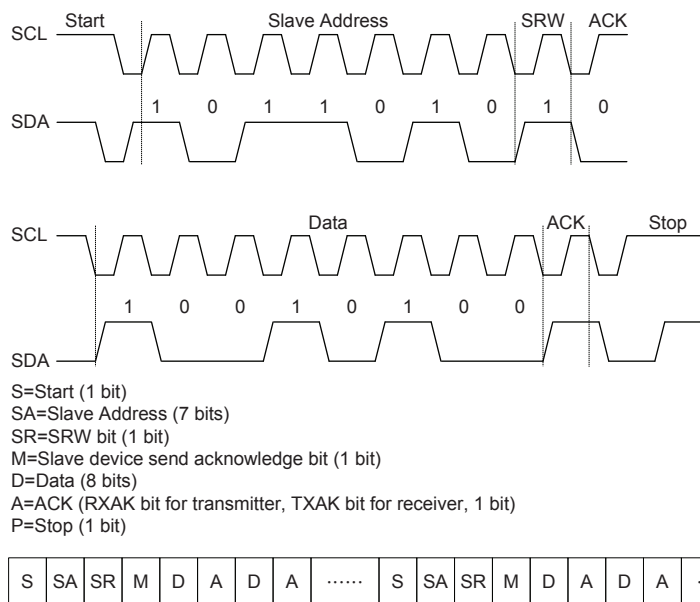 Start Slave Address SRW ACK
SCL
1 0 1 1 0 1 0 1 0
SDA
Data ACK Stop
SCL
1 0 0 1 0 1 0 0
SDA
S=Start (1 bit)
SA=Slave Address (7 bits)
SR=SRW bit (1 bit)
M=Slave device send acknowledge bit (1 bit)
D=Data (8 bits)
A=ACK (RXAK bit for transmitter, TXAK bit for receiver, 1 bit)
P=Stop (1 bit)
S SA SR M D A D A ...... S SA SR M D A D A